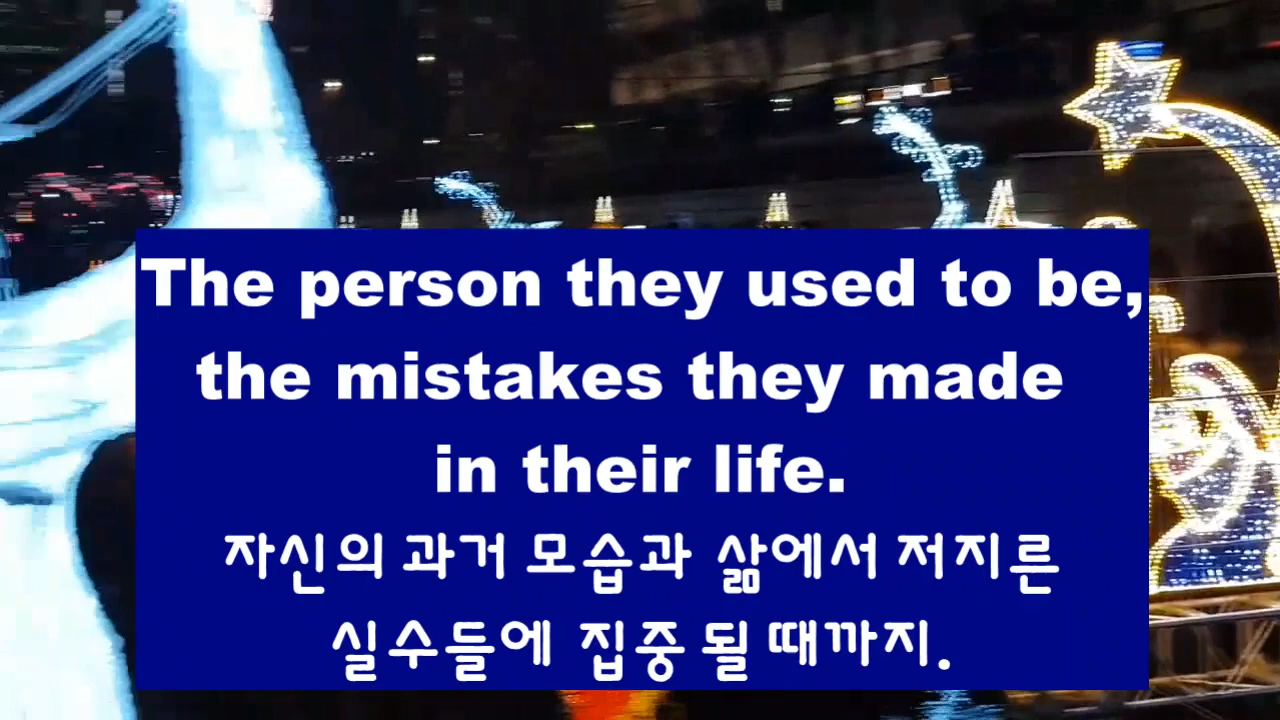 The person they used to be,
the mistakes they made
in their life.
자신의 과거 모습과 삶에서 저지른
실수들에 집중 될 때까지.